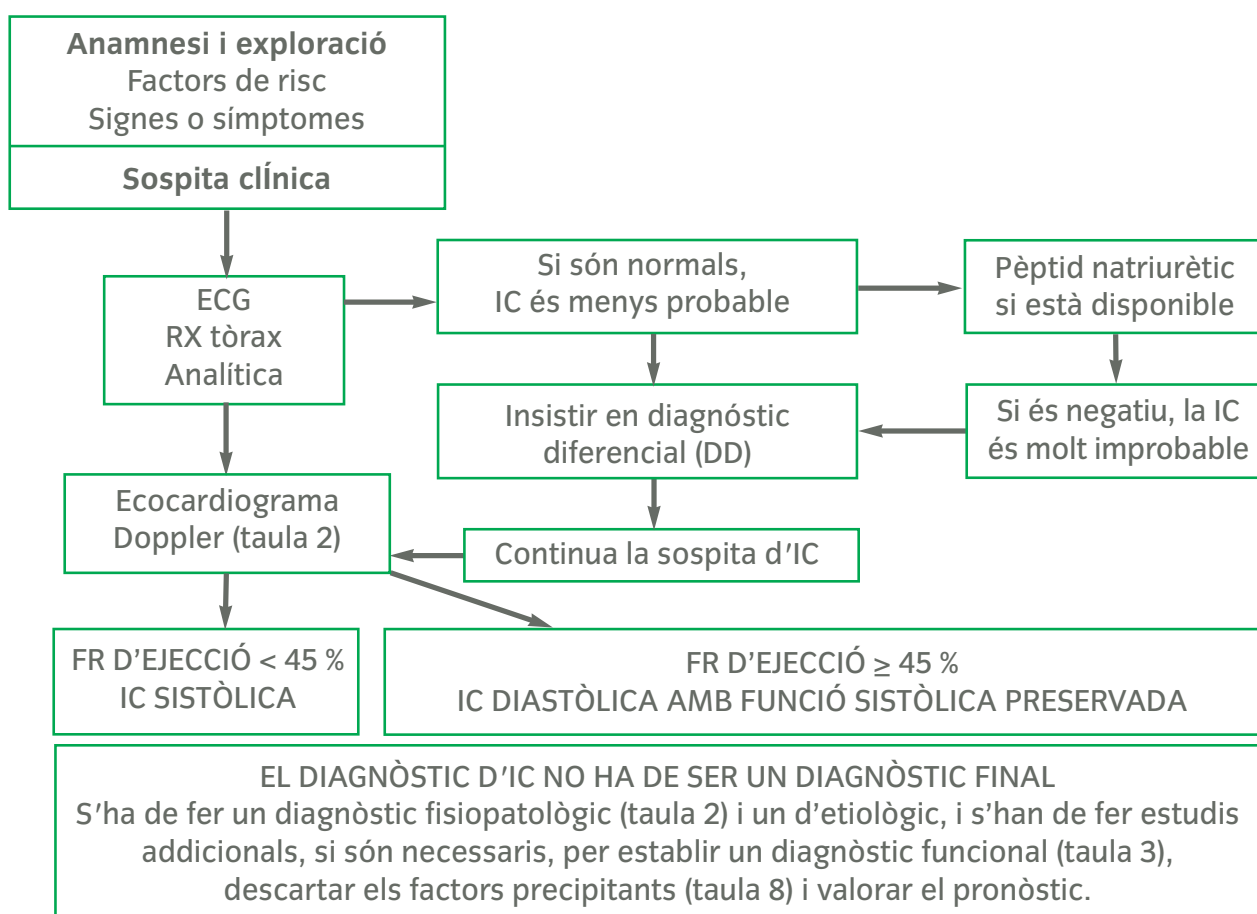 Anamnesi i exploració
Factors de risc
Signes o símptomes
Sospita clÍnica
ECG
RX tòrax
Analítica
Si són normals,
IC és menys probable
Pèptid natriurètic
si està disponible
Insistir en diagnóstic
diferencial (DD)
Si és negatiu, la IC
és molt improbable
Ecocardiograma
Doppler (taula 2)
Continua la sospita d'IC
FR D'EJECCIÓ < 45 %
IC SISTÒLICA
FR D'EJECCIÓ ≥ 45 %
IC DIASTÒLICA AMB FUNCIÓ SISTÒLICA PRESERVADA
EL DIAGNÒSTIC D'IC NO HA DE SER UN DIAGNÒSTIC FINAL
S'ha de fer un diagnòstic fisiopatològic (taula 2) i un d'etiològic, i s'han de fer estudis
addicionals, si són necessaris, per establir un diagnòstic funcional (taula 3),
descartar els factors precipitants (taula 8) i valorar el pronòstic.